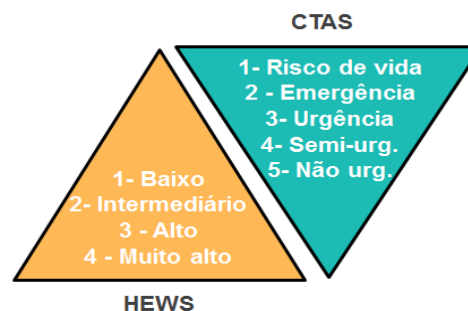 CTAS
1- Risco de vida
2 - Emergência
3- Urgência
4- Semi-urg.
5- Não urg.
1- Baixo
2- Intermediário
3 - Alto
4 - Muito alto
HEWS